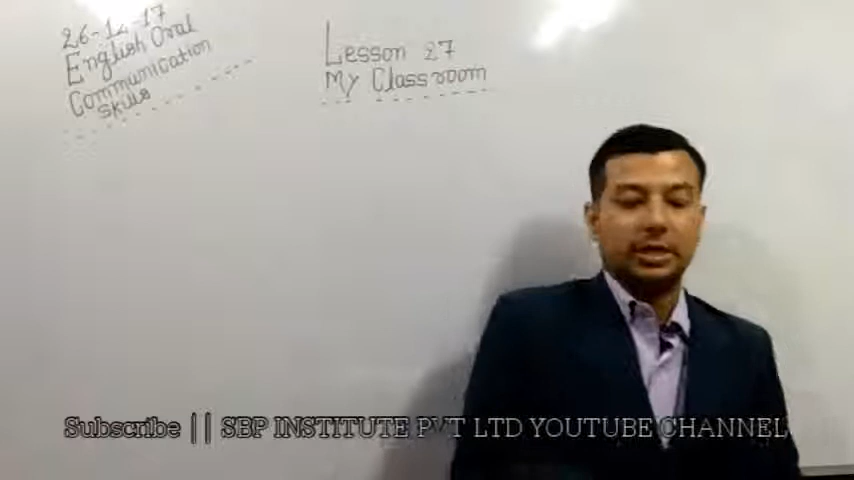 26-12-17
English Oral
Communication
Skills
Lesson 27
My Classroom
Subscribe || SBP INSTITUTE PVT LTD YOUTUBE CHANNEL